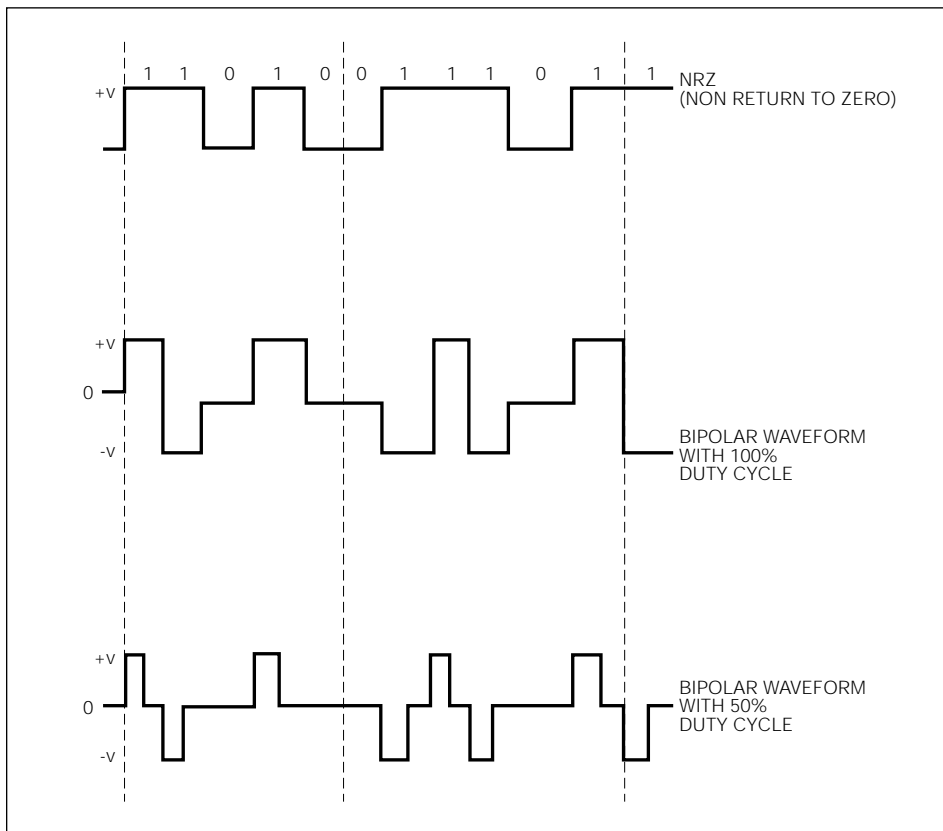 1 1 0 1 0 0 1 1 1 0 1 1
NRZ
(NON RETURN TO ZERO)
+V
+V
0
-V
BIPOLAR WAVEFORM
WITH 100%
DUTY CYCLE
+V
0
-V
BIPOLAR WAVEFORM
WITH 50%
DUTY CYCLE